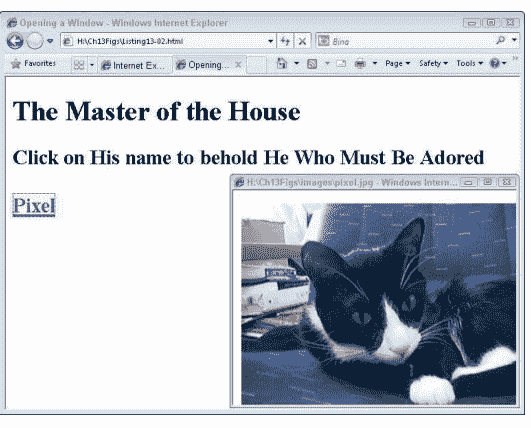 Opening a Window - Windows Internet Explorer
H:\Ch13Figs\Listing13-02.html
Bing
Favorites Internet Ex... Opening... Page Safety Tools
The Master of the House
Click on His name to behold He Who Must Be Adored
Pixel
H:\Ch13Figs\images\pixel.jpg - Windows Intern...